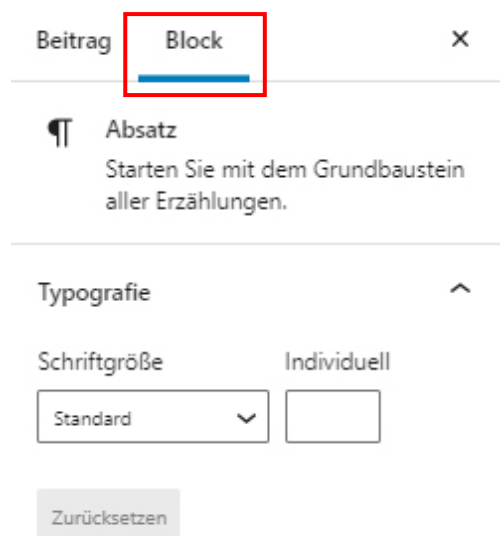 Beitrag Block ×
¶ Absatz
Starten Sie mit dem Grundbaustein
aller Erzählungen.
Typografie
Schriftgröße Individuell
Standard
Zurücksetzen